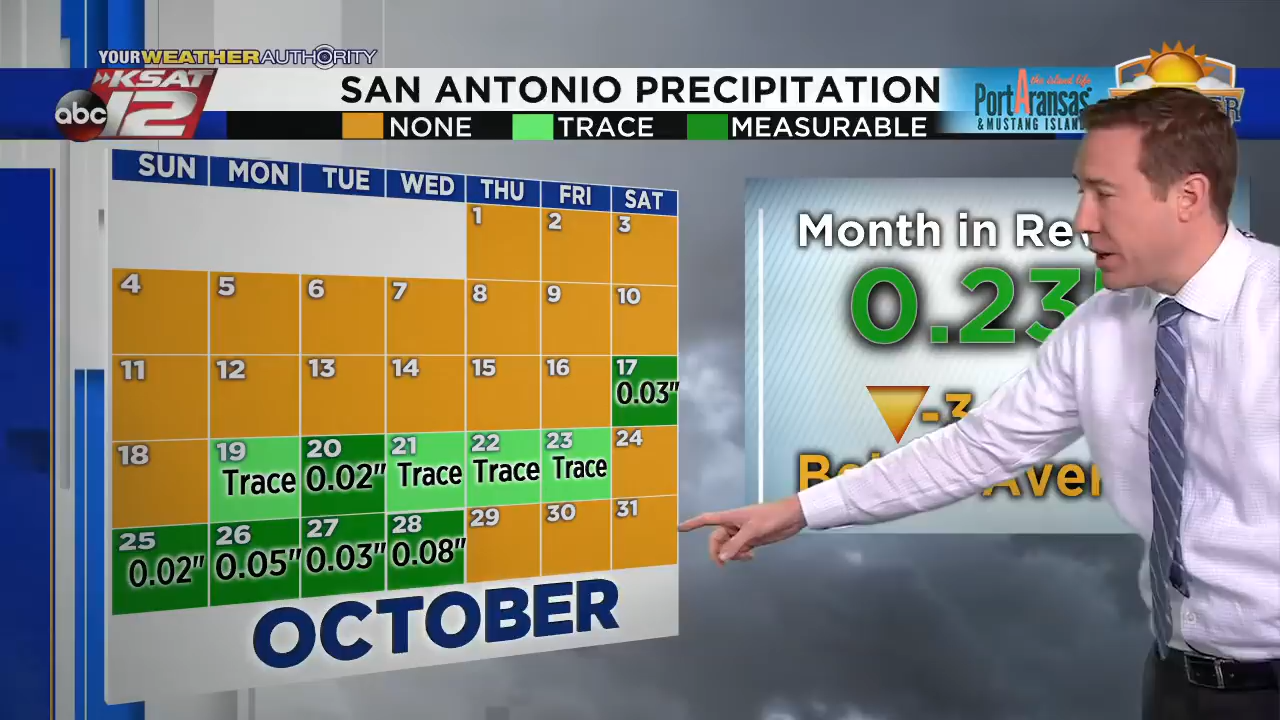 YOUR WEATHER AUTHORITY
KSAT
abc 12
SAN ANTONIO PRECIPITATION
NONE TRACE MEASURABLE
the island life
Port Aransas
& MUSTANG ISLAND
SUN MON TUE WED THU FRI SAT
1 2 3
4 5 6 7 8 9 10
11 12 13 14 15 16 17
0.03"
18 19 20 21 22 23 24
Trace 0.02" Trace Trace Trace
25 26 27 28 29 30 31
0.02" 0.05" 0.03" 0.08"
OCTOBER
Month in
0.23"